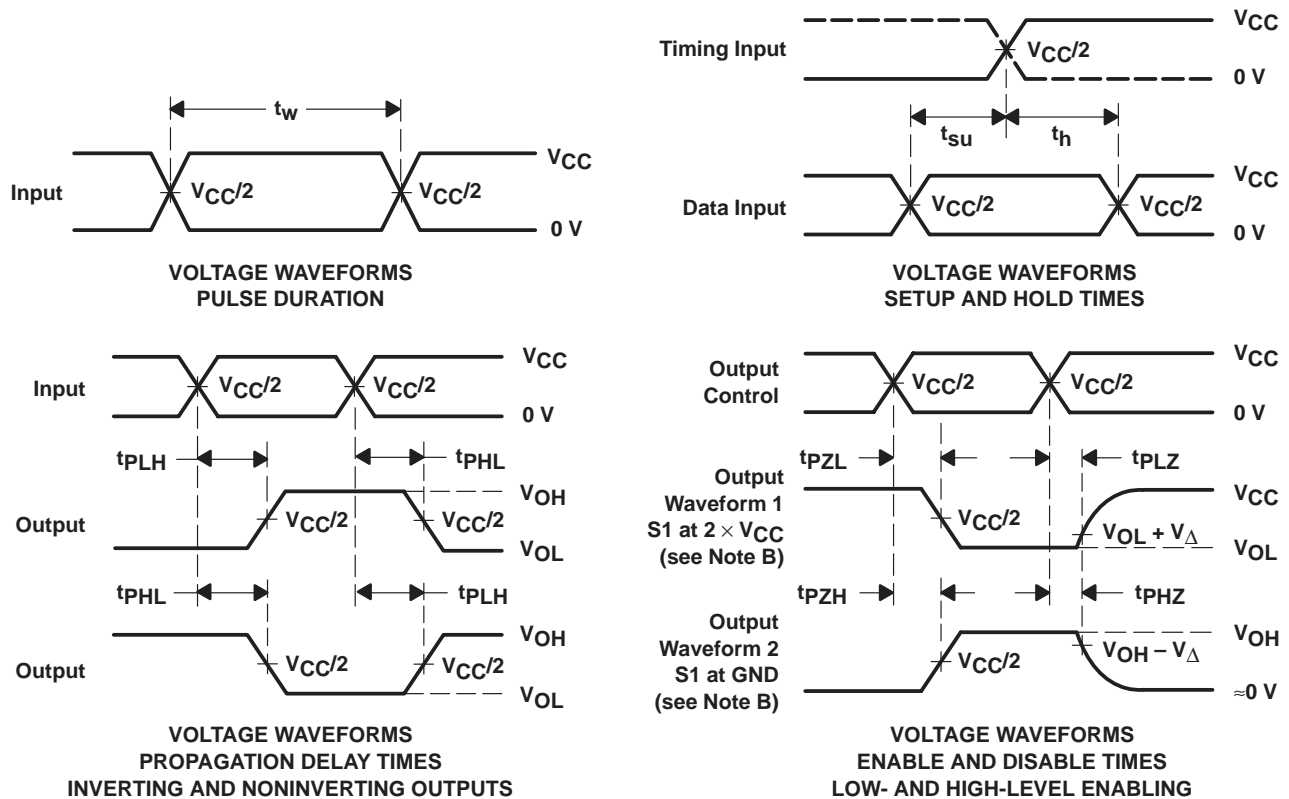 tw
Input
VCC/2
VCC/2
VCC
0 V
VOLTAGE WAVEFORMS
PULSE DURATION
Timing Input
VCC
VCC/2
0 V
tsu
th
Data Input
VCC/2
VCC/2
VCC
0 V
VOLTAGE WAVEFORMS
SETUP AND HOLD TIMES
Input
VCC/2
VCC/2
VCC
0 V
tPLH
tPHL
Output
VCC/2
VCC/2
VOH
VOL
tPHL
tPLH
Output
VCC/2
VCC/2
VOH
VOL
VOLTAGE WAVEFORMS
PROPAGATION DELAY TIMES
INVERTING AND NONINVERTING OUTPUTS
Output
Control
VCC/2
VCC/2
VCC
0 V
tPZL
tPLZ
Output
Waveform 1
S1 at 2 × VCC
(see Note B)
VCC/2
VOL + VΔ
VCC
VOL
tPZH
tPHZ
Output
Waveform 2
S1 at GND
(see Note B)
VCC/2
VOH – VΔ
VOH
≈0 V
VOLTAGE WAVEFORMS
ENABLE AND DISABLE TIMES
LOW- AND HIGH-LEVEL ENABLING